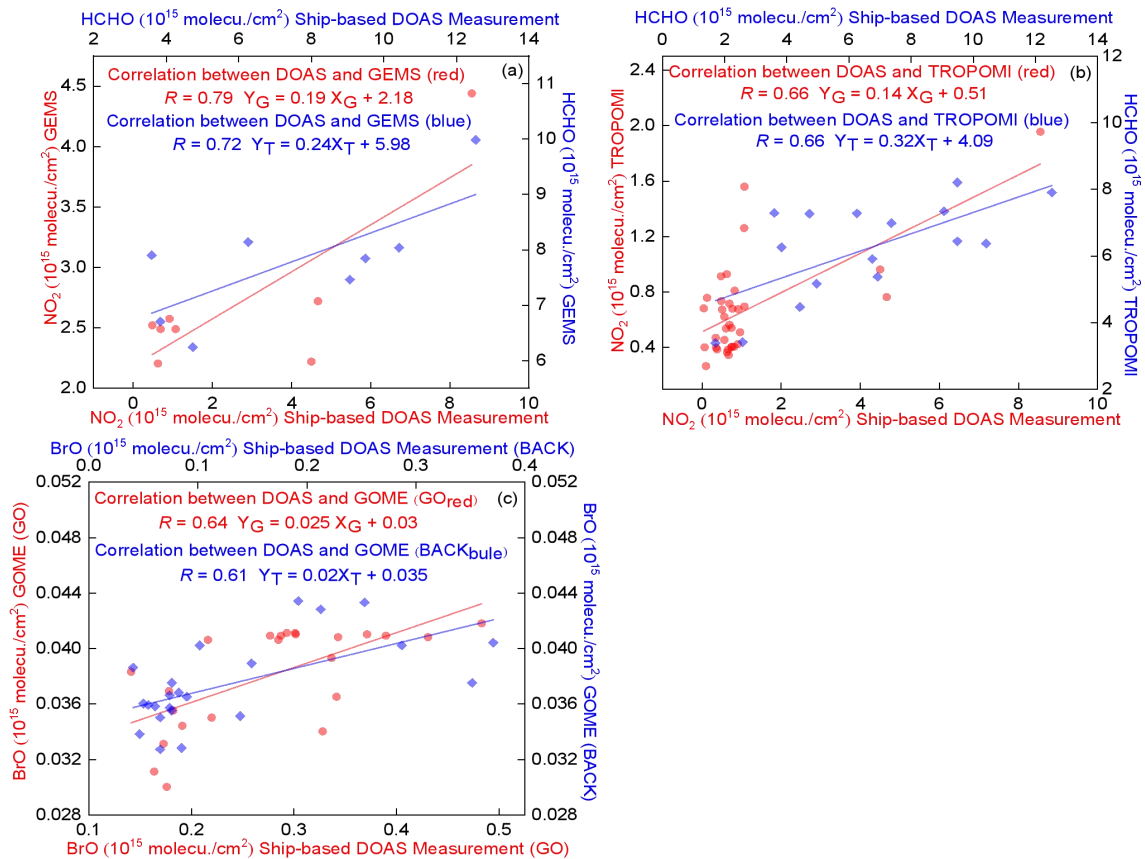 HCHO (10^15 molecu./cm^2) Ship-based DOAS Measurement
2 4 6 8 10 12 14
(a)
Correlation between DOAS and GEMS (red)
R = 0.79 Y_G = 0.19 X_G + 2.18
Correlation between DOAS and GEMS (blue)
R = 0.72 Y_T = 0.24X_T + 5.98
NO_2 (10^15 molecu./cm^2) GEMS
4.5
4.0
3.5
3.0
2.5
2.0
11
10
9
8
7
6
HCHO (10^15 molecu./cm^2) GEMS
0 2 4 6 8 10
NO_2 (10^15 molecu./cm^2) Ship-based DOAS Measurement
HCHO (10^15 molecu./cm^2) Ship-based DOAS Measurement
0 2 4 6 8 10 12 14
(b)
Correlation between DOAS and TROPOMI (red)
R = 0.66 Y_G = 0.14 X_G + 0.51
Correlation between DOAS and TROPOMI (blue)
R = 0.66 Y_T = 0.32X_T + 4.09
NO_2 (10^15 molecu./cm^2) TROPOMI
2.4
2.0
1.6
1.2
0.8
0.4
12
10
8
6
4
2
HCHO (10^15 molecu./cm^2) TROPOMI
0 2 4 6 8 10
NO_2 (10^15 molecu./cm^2) Ship-based DOAS Measurement
BrO (10^15 molecu./cm^2) Ship-based DOAS Measurement (BACK)
0.0 0.1 0.2 0.3 0.4
(c)
Correlation between DOAS and GOME (GO_red)
R = 0.64 Y_G = 0.025 X_G + 0.03
Correlation between DOAS and GOME (BACK_bule)
R = 0.61 Y_T = 0.02X_T + 0.035
BrO (10^15 molecu./cm^2) GOME (GO)
0.052
0.048
0.044
0.040
0.036
0.032
0.028
0.052
0.048
0.044
0.040
0.036
0.032
0.028
BrO (10^15 molecu./cm^2) GOME (BACK)
0.1 0.2 0.3 0.4 0.5
BrO (10^15 molecu./cm^2) Ship-based DOAS Measurement (GO)